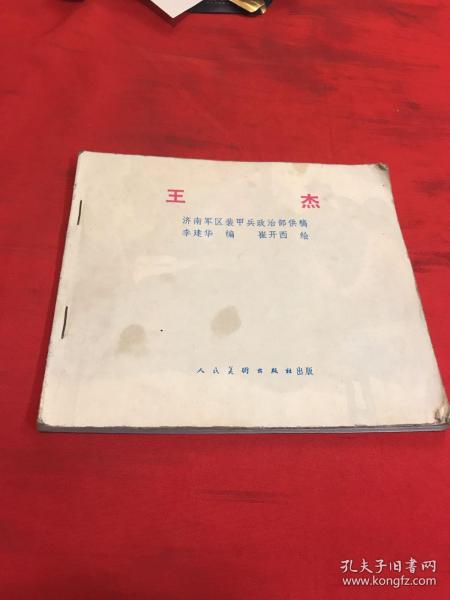 王 杰
济南军区装甲兵政治部供稿
李建华 编 崔开西 绘
人民美術出版社出版
孔夫子旧书网
www.kongfz.com